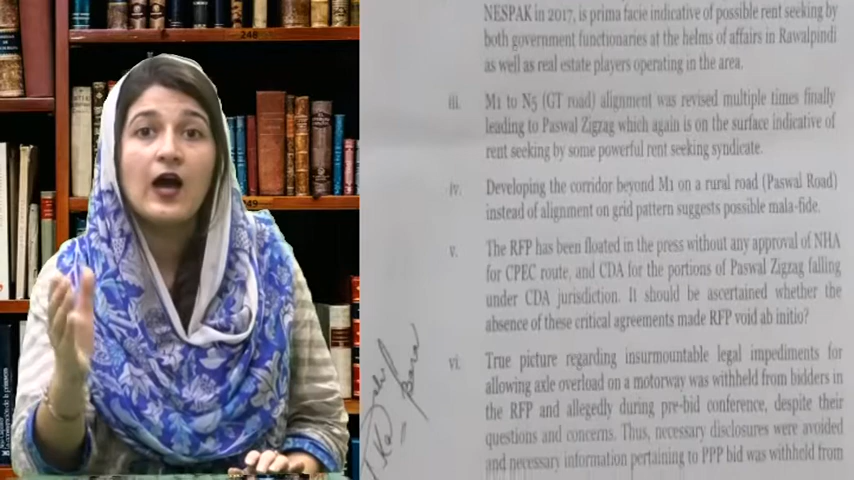 248
249
NESPAK in 2017, is prima facie indicative of possible rent seeking by
both government functionaries at the helms of affairs in Rawalpindi
as well as real estate players operating in the area.
iii. M1 to N5 (GT road) alignment was revised multiple times finally
leading to Paswal Zigzag which again is on the surface indicative of
rent seeking by some powerful rent seeking syndicate.
iv. Developing the corridor beyond M1 on a rural road (Paswal Road)
instead of alignment on grid pattern suggests possible mala-fide.
v. The RFP has been floated in the press without any approval of NHA
for CPEC route, and CDA for the portions of Paswal Zigzag falling
under CDA jurisdiction. It should be ascertained whether the
absence of these critical agreements made RFP void ab initio?
vi. True picture regarding insurmountable legal impediments for
allowing axle overload on a motorway was withheld from bidders in
the RFP and allegedly during pre-bid conference, despite their
questions and concerns. Thus, necessary disclosures were avoided
and necessary information pertaining to PPP bid was withheld from